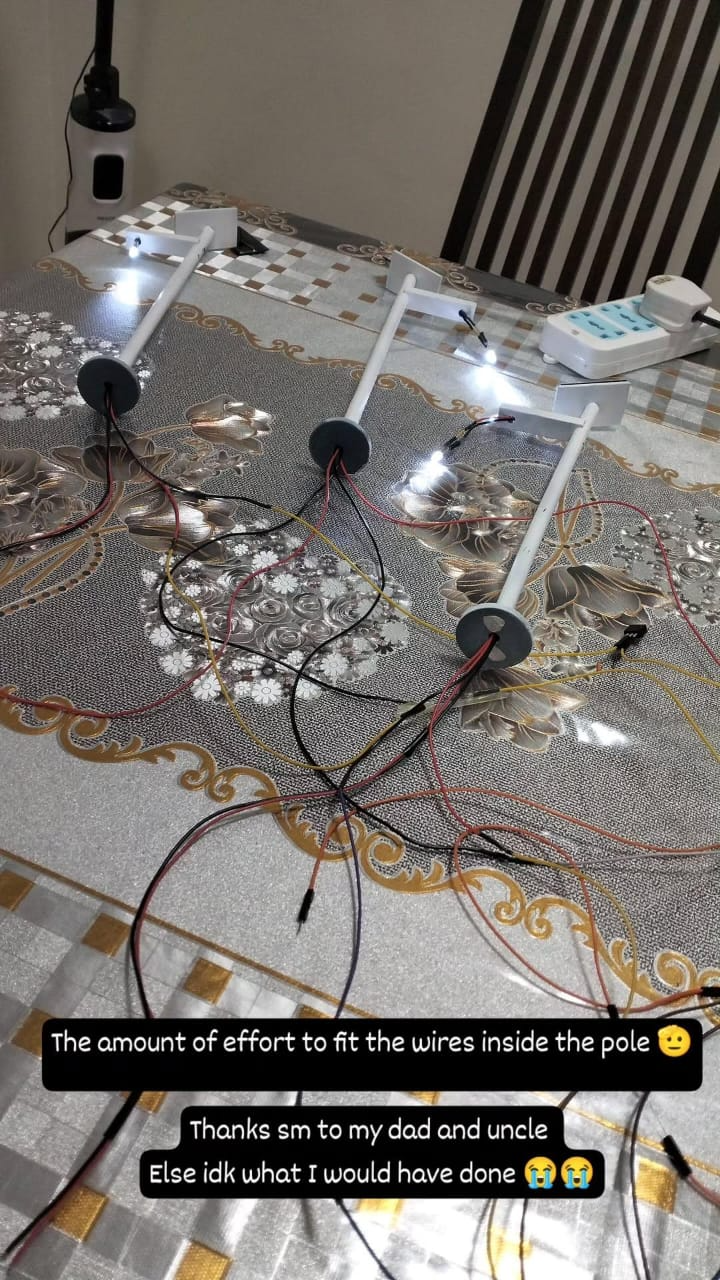 The amount of effort to fit the wires inside the pole 🫡
Thanks sm to my dad and uncle
Else idk what I would have done 😭😭